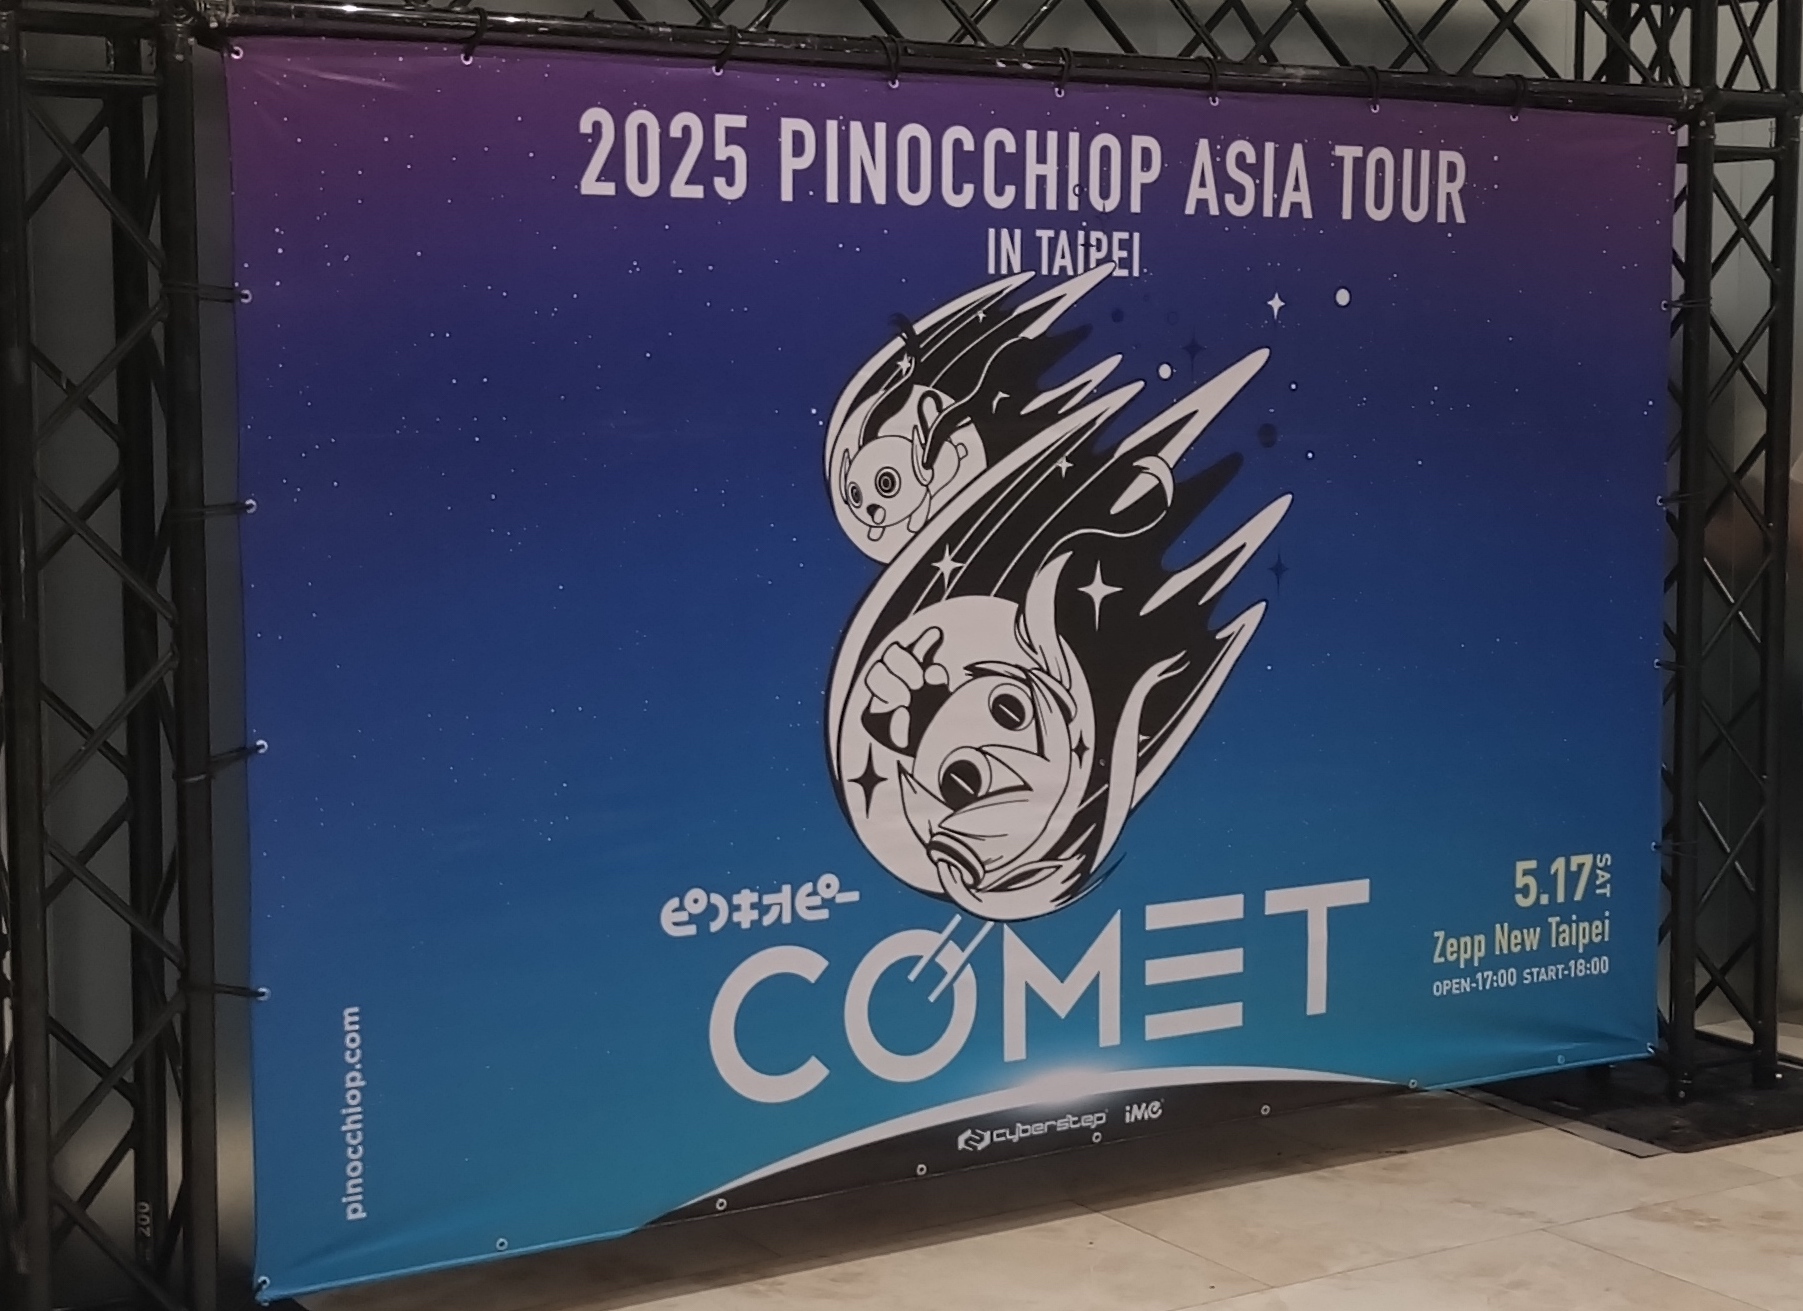 2025 PINOCCHIOP ASIA TOUR
IN TAIPEI
ピノキオピー
COMET
5.17 SAT
Zepp New Taipei
OPEN-17:00 START-18:00
pinocchiop.com
cyberstep iMe
200